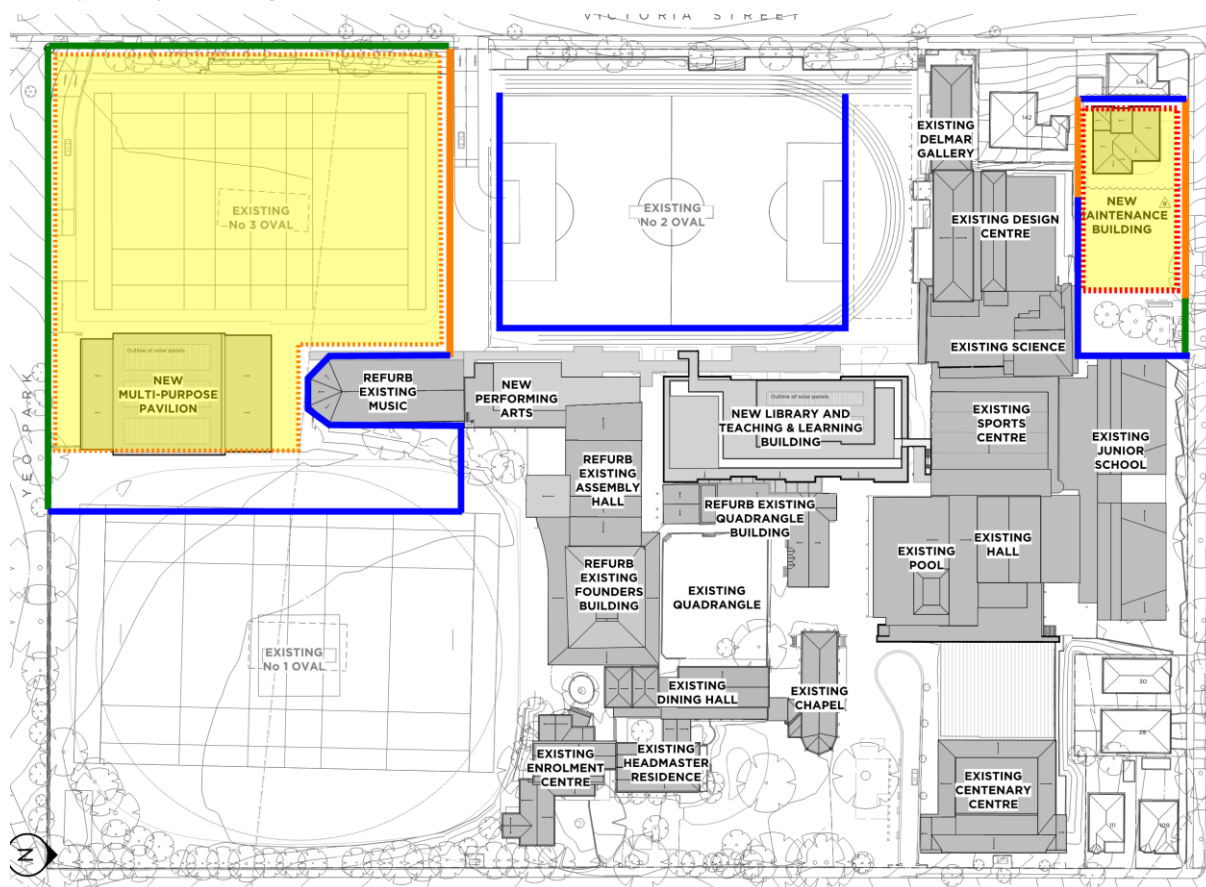 VICTORIA STREET
54
142
EXISTING
DELMAR
GALLERY
EXISTING
No 3 OVAL
EXISTING
No 2 OVAL
EXISTING DESIGN
CENTRE
NEW
AINTENANCE
BUILDING
EXISTING SCIENCE
Outline of solar panels
NEW
MULTI-PURPOSE
PAVILION
REFURB
EXISTING
MUSIC
NEW
PERFORMING
ARTS
Outline of solar panels
NEW LIBRARY AND
TEACHING & LEARNING
BUILDING
EXISTING
SPORTS
CENTRE
EXISTING
JUNIOR
SCHOOL
YEO PARK
REFURB
EXISTING
ASSEMBLY
HALL
REFURB EXISTING
QUADRANGLE
BUILDING
EXISTING
HALL
EXISTING
POOL
REFURB
EXISTING
FOUNDERS
BUILDING
EXISTING
QUADRANGLE
EXISTING
No 1 OVAL
EXISTING
DINING HALL
EXISTING
CHAPEL
30
28
EXISTING
ENROLMENT
CENTRE
EXISTING
HEADMASTER
RESIDENCE
EXISTING
CENTENARY
CENTRE
111
109
N